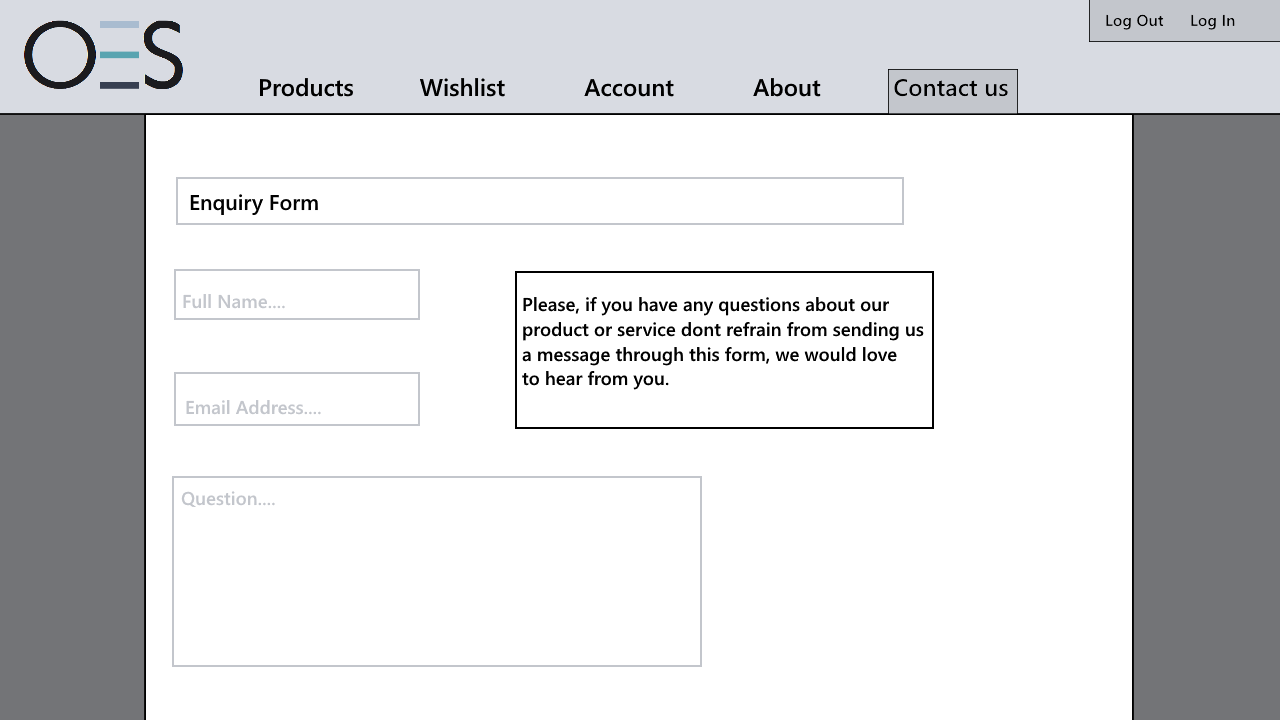 OES
Log Out Log In
Products Wishlist Account About Contact us
Enquiry Form
Full Name....
Please, if you have any questions about our
product or service dont refrain from sending us
a message through this form, we would love
to hear from you.
Email Address....
Question....